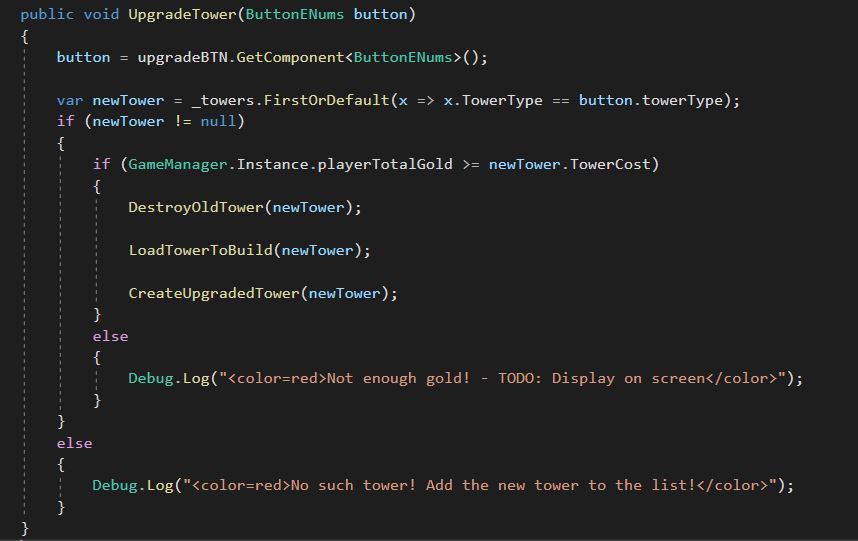 public void UpgradeTower(ButtonENums button)
{
    button = upgradeBTN.GetComponent<ButtonENums>();

    var newTower = _towers.FirstOrDefault(x => x.TowerType == button.towerType);
    if (newTower != null)
    {
        if (GameManager.Instance.playerTotalGold >= newTower.TowerCost)
        {
            DestroyOldTower(newTower);

            LoadTowerToBuild(newTower);

            CreateUpgradedTower(newTower);
        }
        else
        {
            Debug.Log("<color=red>Not enough gold! - TODO: Display on screen</color>");
        }
    }
    else
    {
        Debug.Log("<color=red>No such tower! Add the new tower to the list!</color>");
    }
}